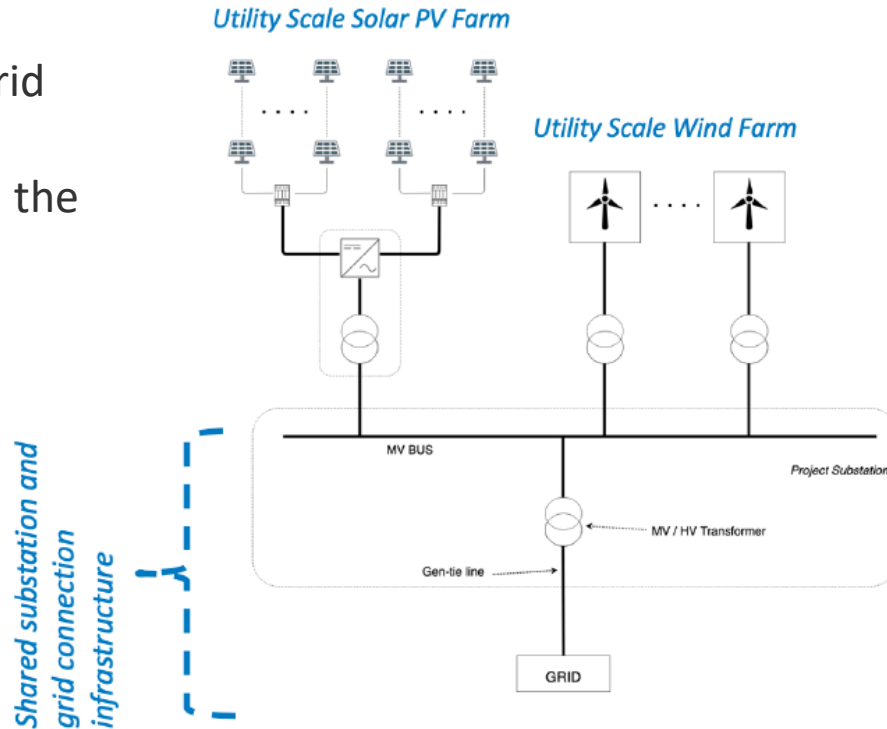 Utility Scale Solar PV Farm
rid
the
Utility Scale Wind Farm
MV BUS
Project Substation
MV / HV Transformer
Gen-tie line
GRID
Shared substation and
grid connection
infrastructure